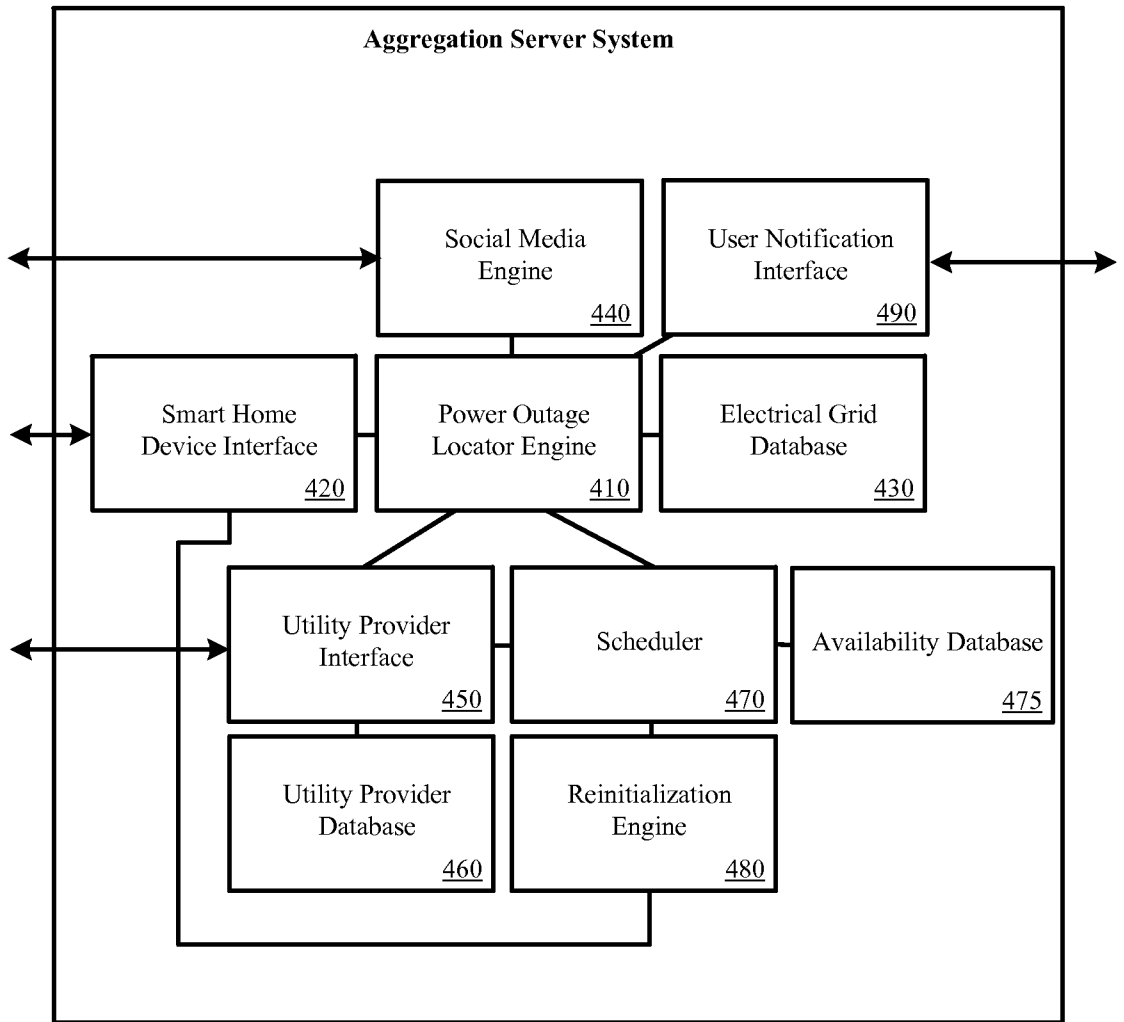 Aggregation Server System
Social Media
Engine
440
User Notification
Interface
490
Smart Home
Device Interface
420
Power Outage
Locator Engine
410
Electrical Grid
Database
430
Utility Provider
Interface
450
Scheduler
470
Availability Database
475
Utility Provider
Database
460
Reinitialization
Engine
480